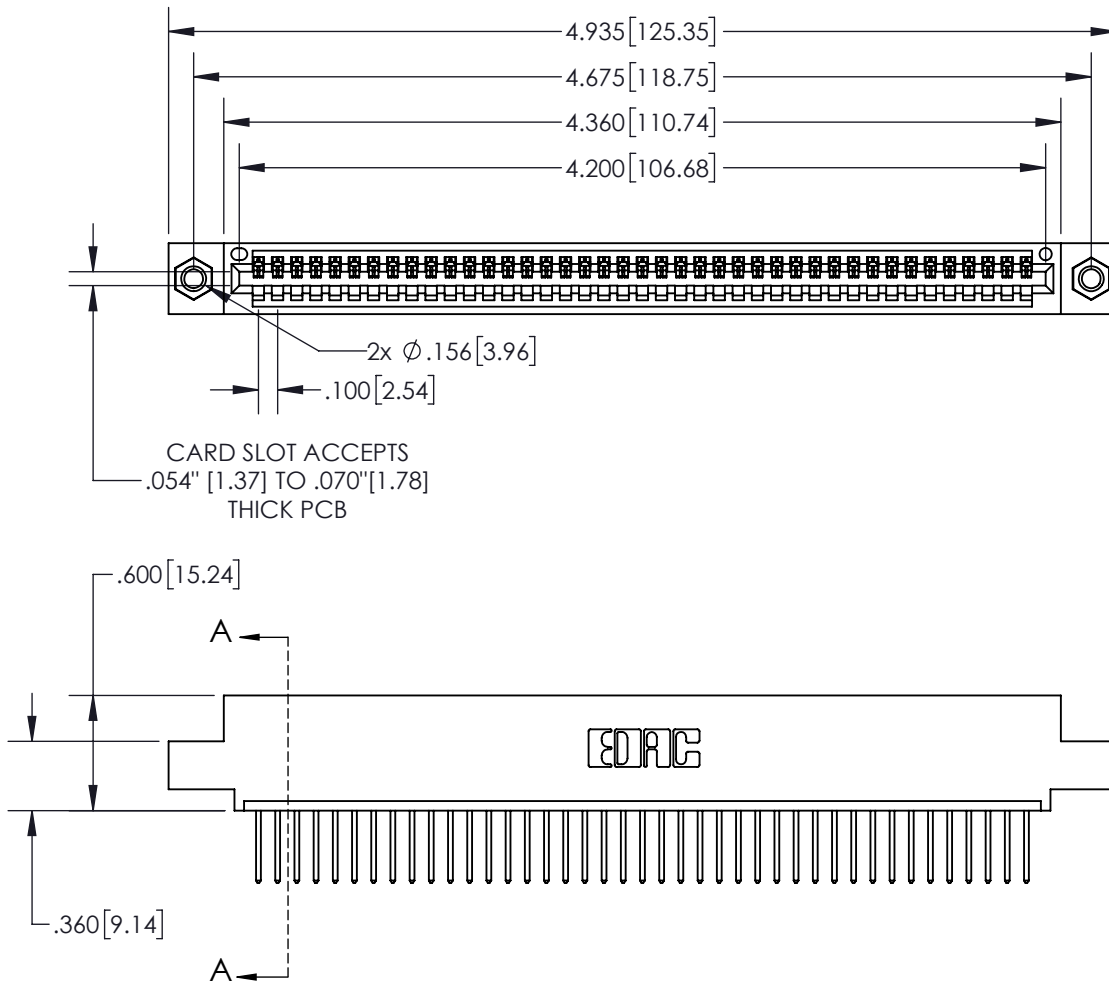 4.935[125.35]
4.675[118.75]
4.360[110.74]
4.200[106.68]
2x ∅.156[3.96]
.100[2.54]
CARD SLOT ACCEPTS
.054" [1.37] TO .070"[1.78]
THICK PCB
.600[15.24]
A
EDAC
.360[9.14]
A